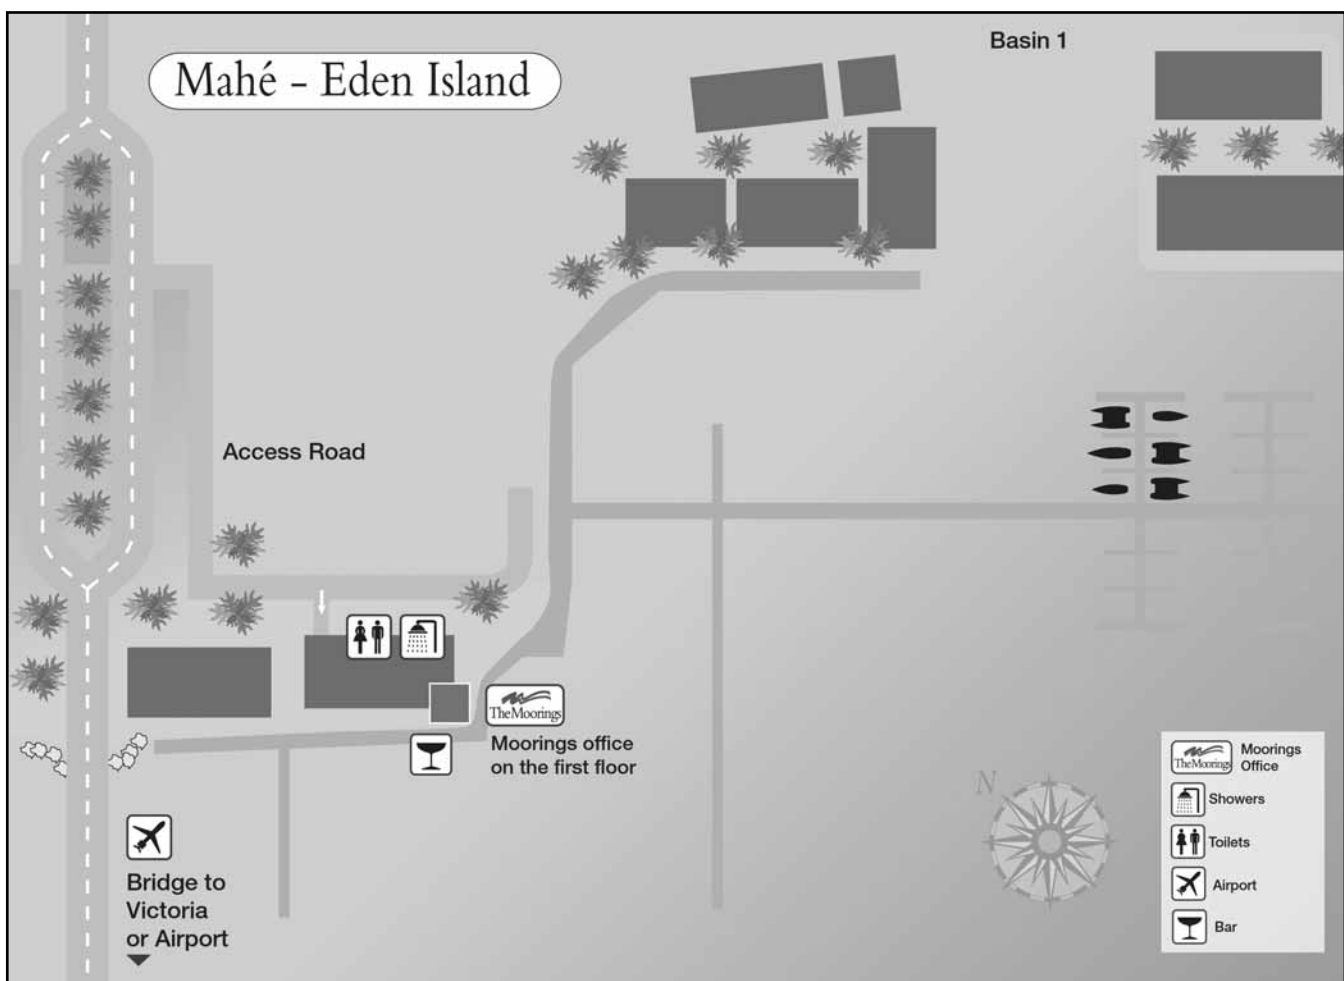 Basin 1
Mahé - Eden Island
Access Road
TheMoorings
Moorings office
on the first floor
Bridge to
Victoria
or Airport
N
TheMoorings
Moorings
Office
Showers
Toilets
Airport
Bar